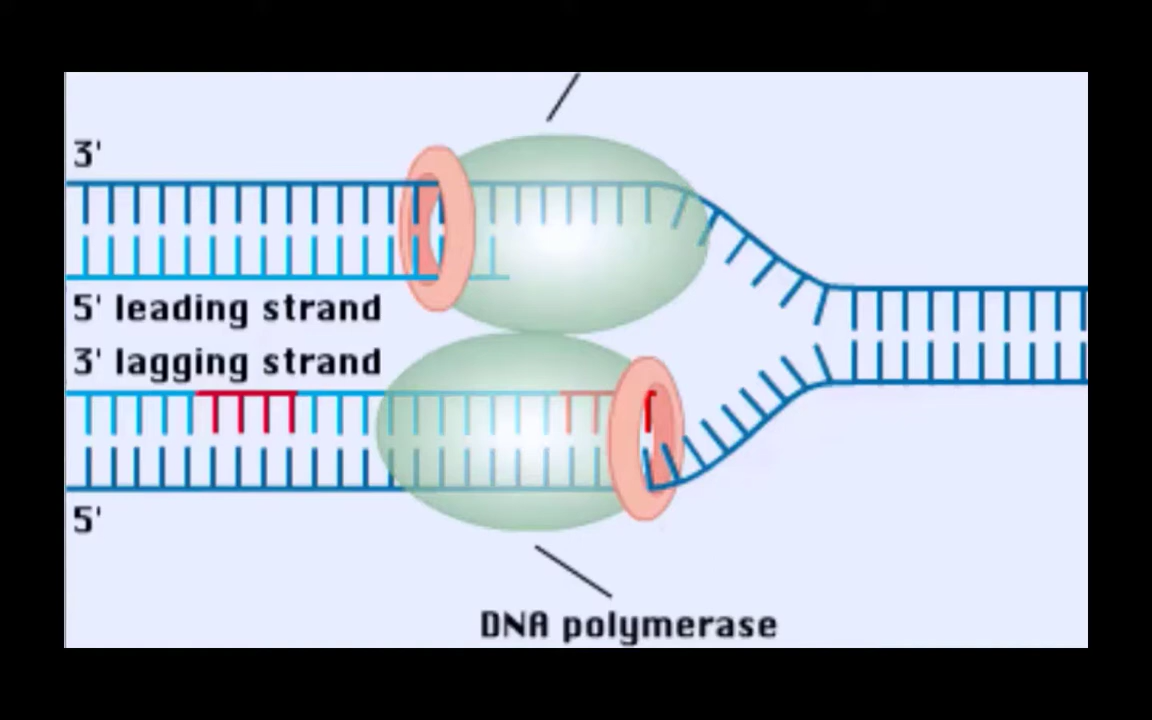 3'
5' leading strand
3' lagging strand
5'
DNA polymerase